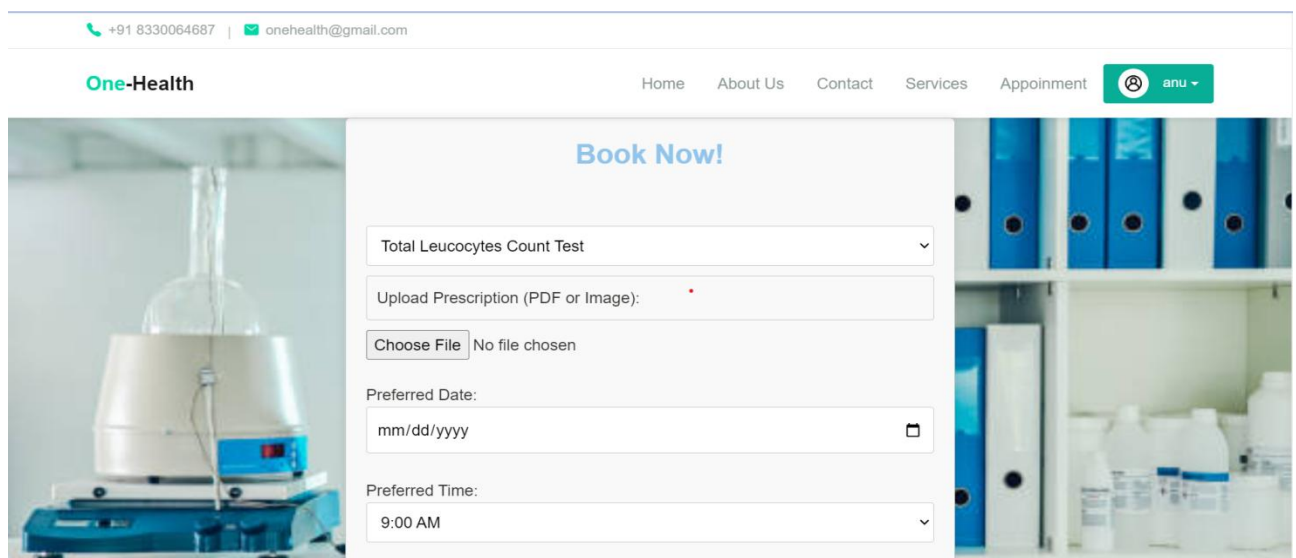 +91 8330064687 | onehealth@gmail.com
One-Health Home About Us Contact Services Appoinment anu
Book Now!
Total Leucocytes Count Test
Upload Prescription (PDF or Image): *
Choose File No file chosen
Preferred Date:
mm/dd/yyyy
Preferred Time:
9:00 AM